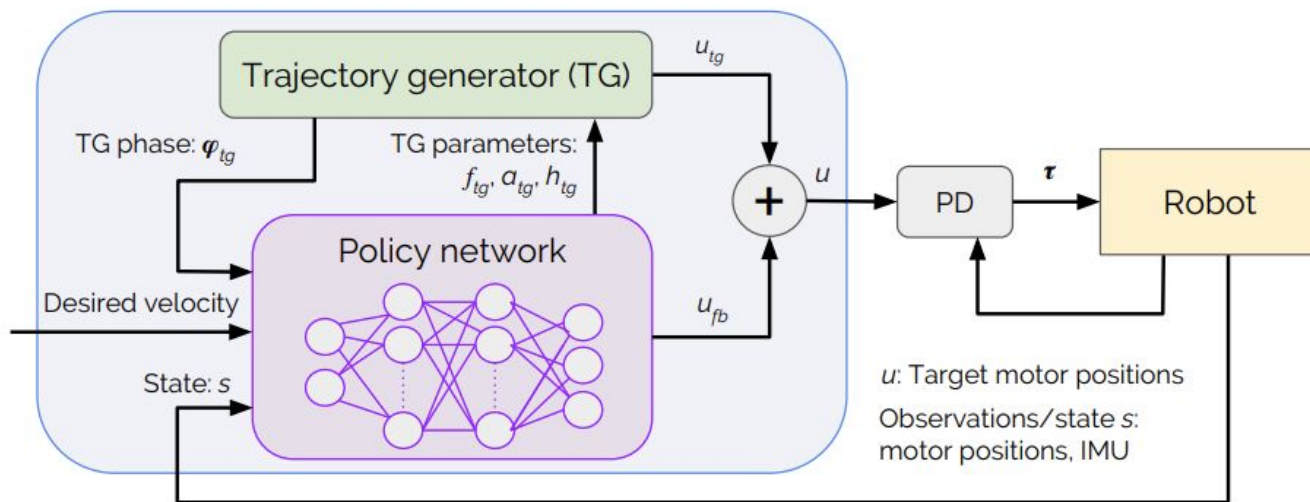 Trajectory generator (TG)
u_tg
TG phase: φ_tg
TG parameters:
f_tg, a_tg, h_tg
+
u
PD
τ
Robot
Policy network
Desired velocity
u_fb
State: s
u: Target motor positions
Observations/state s:
motor positions, IMU